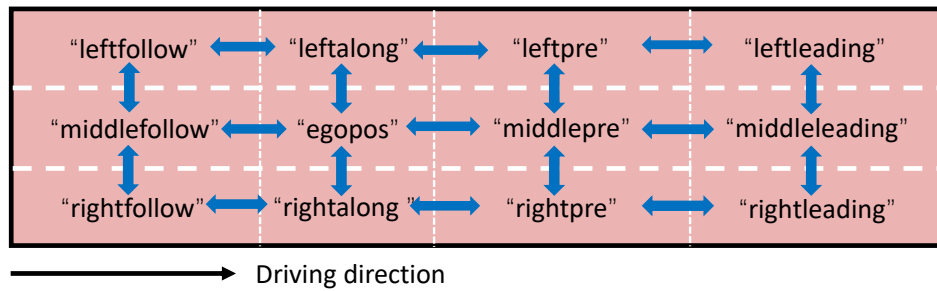 “leftfollow” “leftalong” “leftpre” “leftleading”
“middlefollow” “egopos” “middlepre” “middleleading”
“rightfollow” “rightalong ” “rightpre” “rightleading”
Driving direction